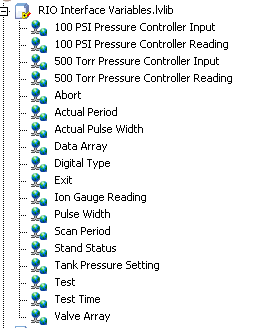 RIO Interface Variables.lvlib
100 PSI Pressure Controller Input
100 PSI Pressure Controller Reading
500 Torr Pressure Controller Input
500 Torr Pressure Controller Reading
Abort
Actual Period
Actual Pulse Width
Data Array
Digital Type
Exit
Ion Gauge Reading
Pulse Width
Scan Period
Stand Status
Tank Pressure Setting
Test
Test Time
Valve Array